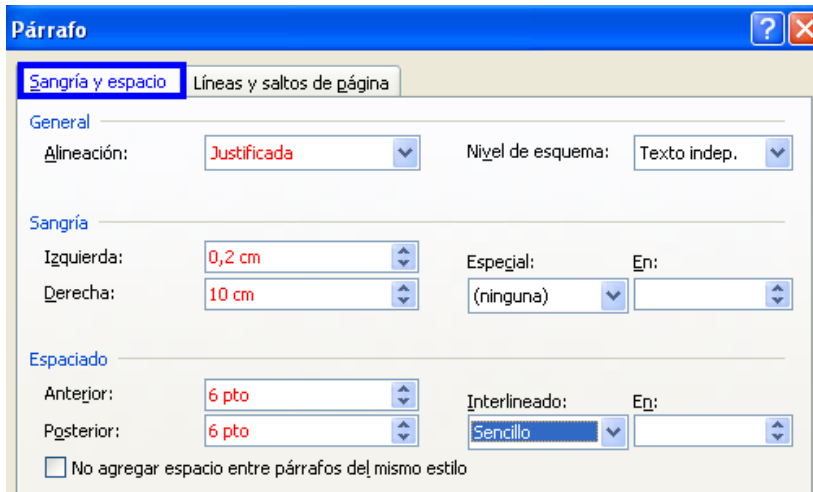 Párrafo
Sangría y espacio Líneas y saltos de página
General
Alineación: Justificada Nivel de esquema: Texto indep.
Sangría
Izquierda: 0,2 cm Especial: En:
Derecha: 10 cm (ninguna)
Espaciado
Anterior: 6 pto Interlineado: En:
Posterior: 6 pto Sencillo
No agregar espacio entre párrafos del mismo estilo